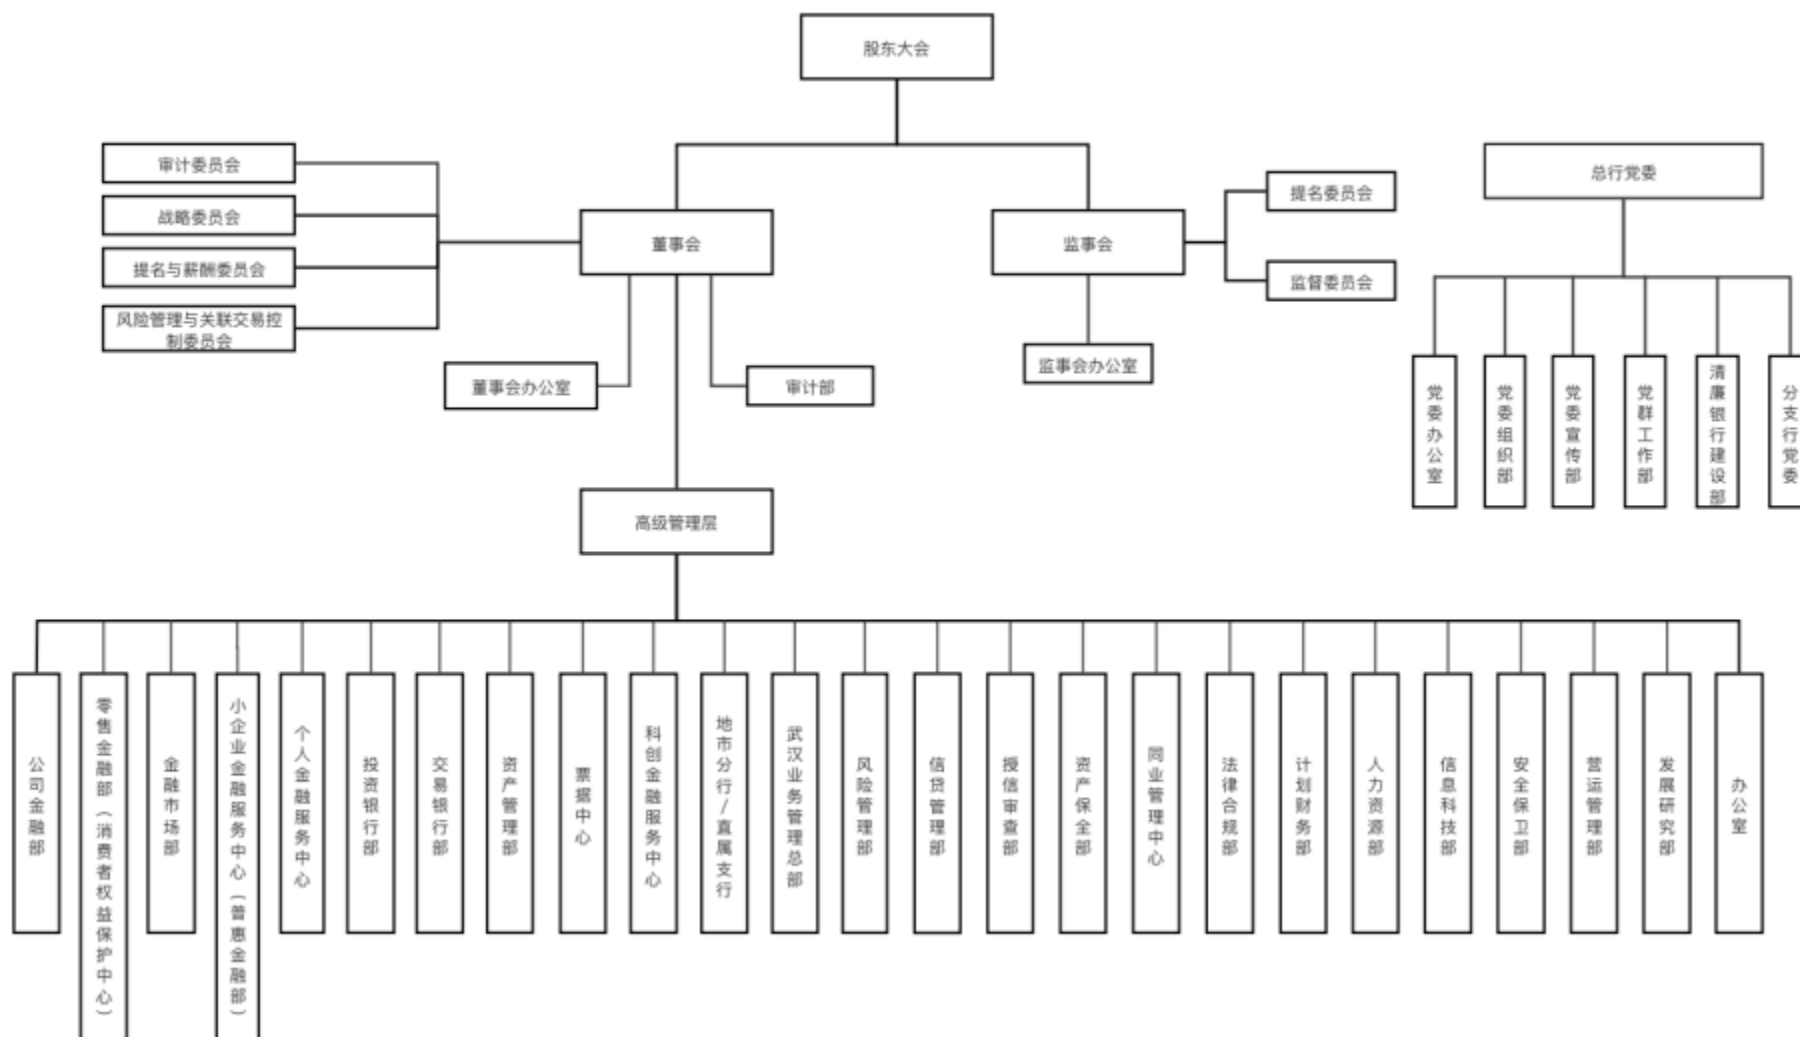 股东大会
审计委员会
战略委员会
提名与薪酬委员会
风险管理与关联交易控
制委员会
董事会
监事会
提名委员会
监督委员会
总行党委
董事会办公室
审计部
监事会办公室
党委办公室
党委组织部
党委宣传部
党群工作部
清廉银行建设部
分支行党委
高级管理层
公司金融部
零售金融部（消费者权益保护中心）
金融市场部
小企业金融服务中心（普惠金融部）
个人金融服务中心
投资银行部
交易银行部
资产管理部
票据中心
科创金融服务中心
地市分行/直属支行
武汉业务管理总部
风险管理部
信贷管理部
授信审查部
资产保全部
同业管理中心
法律合规部
计划财务部
人力资源部
信息科技部
安全保卫部
营运管理部
发展研究部
办公室